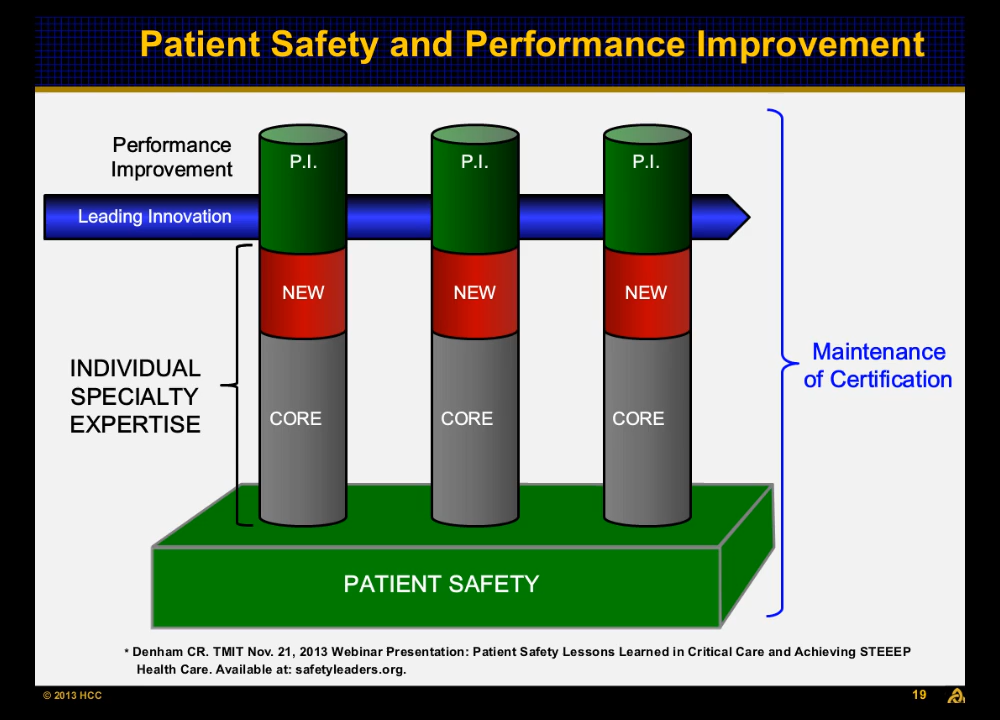 Patient Safety and Performance Improvement
Performance
Improvement
P.I.
P.I.
P.I.
Leading Innovation
NEW
NEW
NEW
INDIVIDUAL
SPECIALTY
EXPERTISE
Maintenance
of Certification
CORE
CORE
CORE
PATIENT SAFETY
* Denham CR. TMIT Nov. 21, 2013 Webinar Presentation: Patient Safety Lessons Learned in Critical Care and Achieving STEEEP
Health Care. Available at: safetyleaders.org.
© 2013 HCC
19